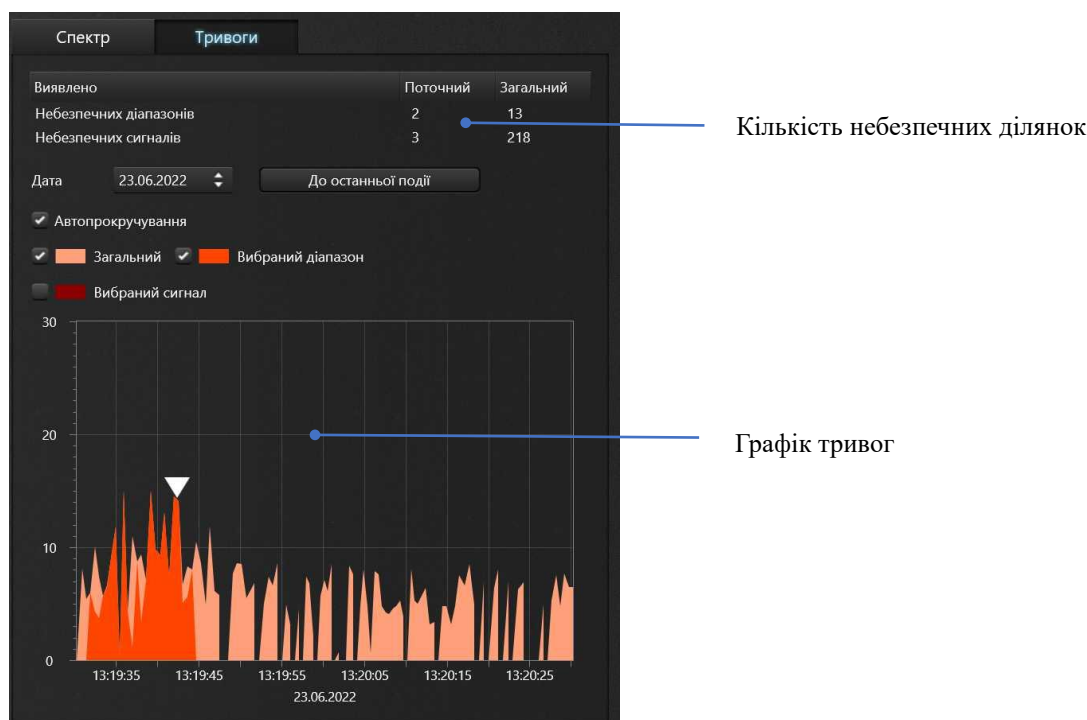 Спектр Тривоги
Виявлено Поточний Загальний
Небезпечних діапазонів 2 13
Небезпечних сигналів 3 218
Кількість небезпечних ділянок
Дата 23.06.2022 До останньої події
Автопрокручування
Загальний Вибраний діапазон
Вибраний сигнал
30
20
Графік тривог
10
0
13:19:35 13:19:45 13:19:55 13:20:05 13:20:15 13:20:25
23.06.2022